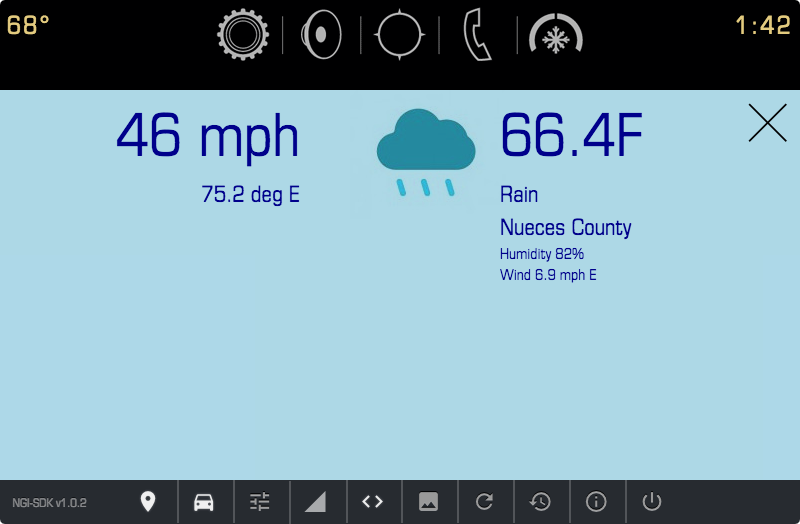 68°
1:42
46 mph
75.2 deg E
66.4F
Rain
Nueces County
Humidity 82%
Wind 6.9 mph E
NGI-SDK v1.0.2